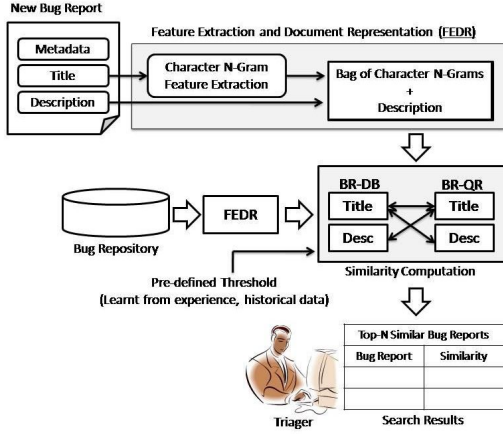 New Bug Report
Metadata
Title
Description
Feature Extraction and Document Representation (FEDR)
Character N-Gram
Feature Extraction
Bag of Character N-Grams
+
Description
Bug Repository
FEDR
BR-DB
BR-QR
Title
Title
Desc
Desc
Similarity Computation
Pre-defined Threshold
(Learnt from experience, historical data)
Triager
Top-N Similar Bug Reports
Bug Report
Similarity
Search Results